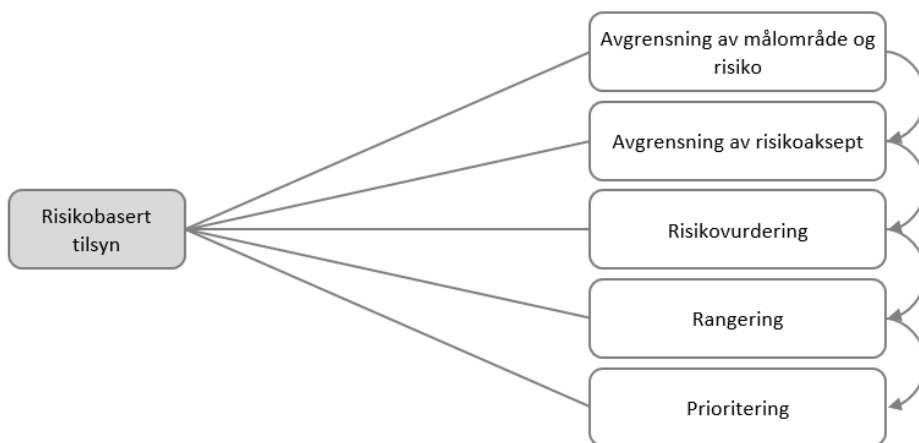 Avgrensning av målområde og
risiko
Avgrensning av risikoaksept
Risikobasert
tilsyn
Risikovurdering
Rangering
Prioritering